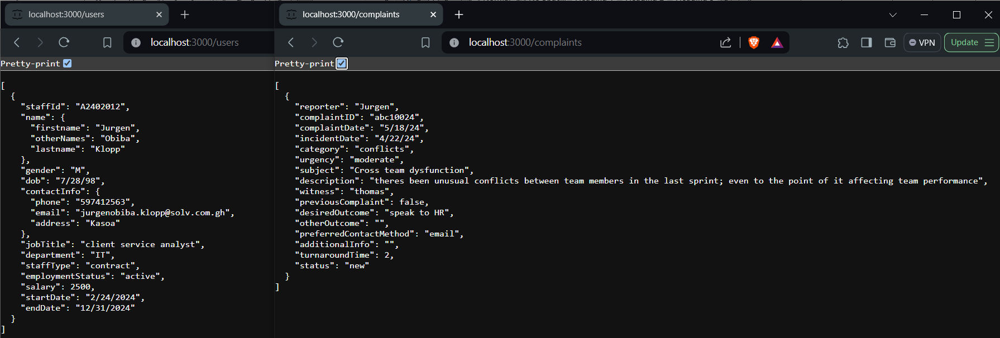 localhost:3000/users
localhost:3000/users
Pretty-print
[
  {
    "staffId": "A2402012",
    "name": {
      "firstname": "Jurgen",
      "otherNames": "Obiba",
      "lastname": "Klopp"
    },
    "gender": "M",
    "dob": "7/28/98",
    "contactInfo": {
      "phone": "597412563",
      "email": "jurgenobiba.klopp@solv.com.gh",
      "address": "Kasoa"
    },
    "jobTitle": "client service analyst",
    "department": "IT",
    "staffType": "contract",
    "employmentStatus": "active",
    "salary": 2500,
    "startDate": "2/24/2024",
    "endDate": "12/31/2024"
  }
]
localhost:3000/complaints
localhost:3000/complaints
VPN
Update
Pretty-print
[
  {
    "reporter": "Jurgen",
    "complaintID": "abc10024",
    "complaintDate": "5/18/24",
    "incidentDate": "4/22/24",
    "category": "conflicts",
    "urgency": "moderate",
    "subject": "Cross team dysfunction",
    "description": "theres been unusual conflicts between team members in the last sprint; even to the point of it affecting team performance",
    "witness": "thomas",
    "previousComplaint": false,
    "desiredOutcome": "speak to HR",
    "otherOutcome": "",
    "preferredContactMethod": "email",
    "additionalInfo": "",
    "turnaroundTime": 2,
    "status": "new"
  }
]